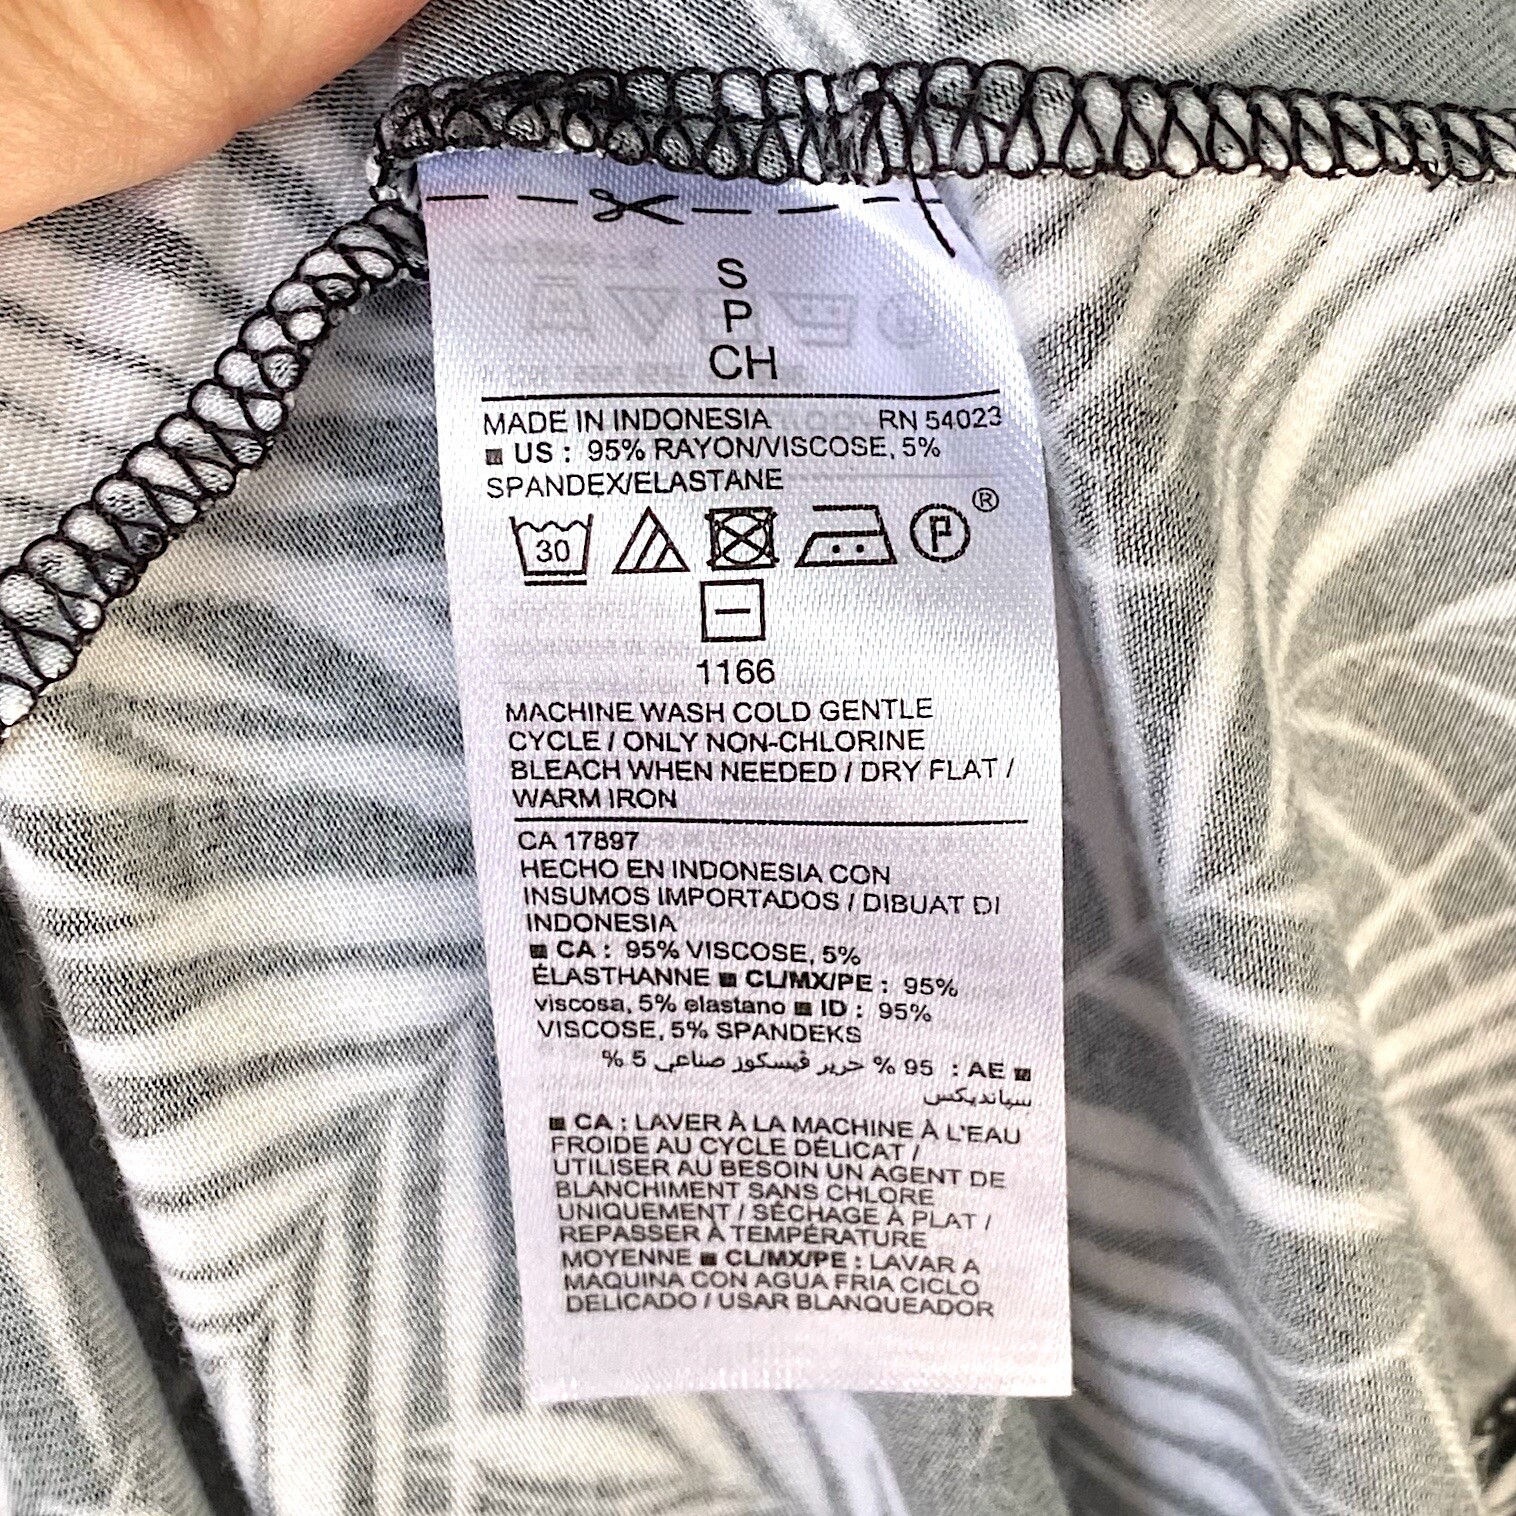 S
P
CH
MADE IN INDONESIA RN 54023
US : 95% RAYON/VISCOSE, 5%
SPANDEX/ELASTANE
30 P ®
1166
MACHINE WASH COLD GENTLE
CYCLE / ONLY NON-CHLORINE
BLEACH WHEN NEEDED / DRY FLAT /
WARM IRON
CA 17897
HECHO EN INDONESIA CON
INSUMOS IMPORTADOS / DIBUAT DI
INDONESIA
CA : 95% VISCOSE, 5%
ÉLASTHANNE ■ CL/MX/PE : 95%
viscosa, 5% elastano ■ ID : 95%
VISCOSE, 5% SPANDEKS
■ AE : 95 % حرير ڤيسكوز صناعي 5 %
سپانديكس
■ CA : LAVER À LA MACHINE À L'EAU
FROIDE AU CYCLE DÉLICAT /
UTILISER AU BESOIN UN AGENT DE
BLANCHIMENT SANS CHLORE
UNIQUEMENT / SÉCHAGE À PLAT /
REPASSER À TEMPÉRATURE
MOYENNE ■ CL/MX/PE : LAVAR A
MAQUINA CON AGUA FRIA CICLO
DELICADO / USAR BLANQUEADOR